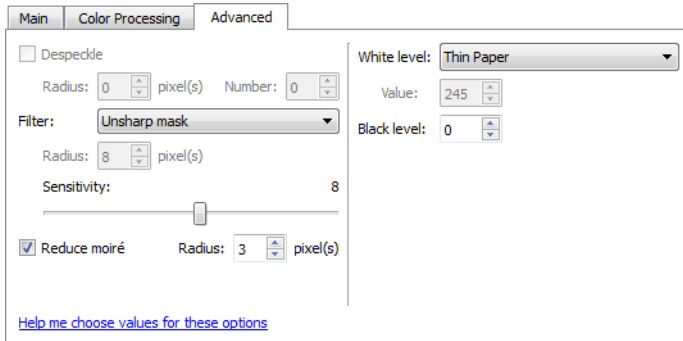 Main Color Processing Advanced
Despeckle
Radius: 0 pixel(s) Number: 0
Filter: Unsharp mask
Radius: 8 pixel(s)
Sensitivity: 8
Reduce moiré Radius: 3 pixel(s)
Help me choose values for these options
White level: Thin Paper
Value: 245
Black level: 0